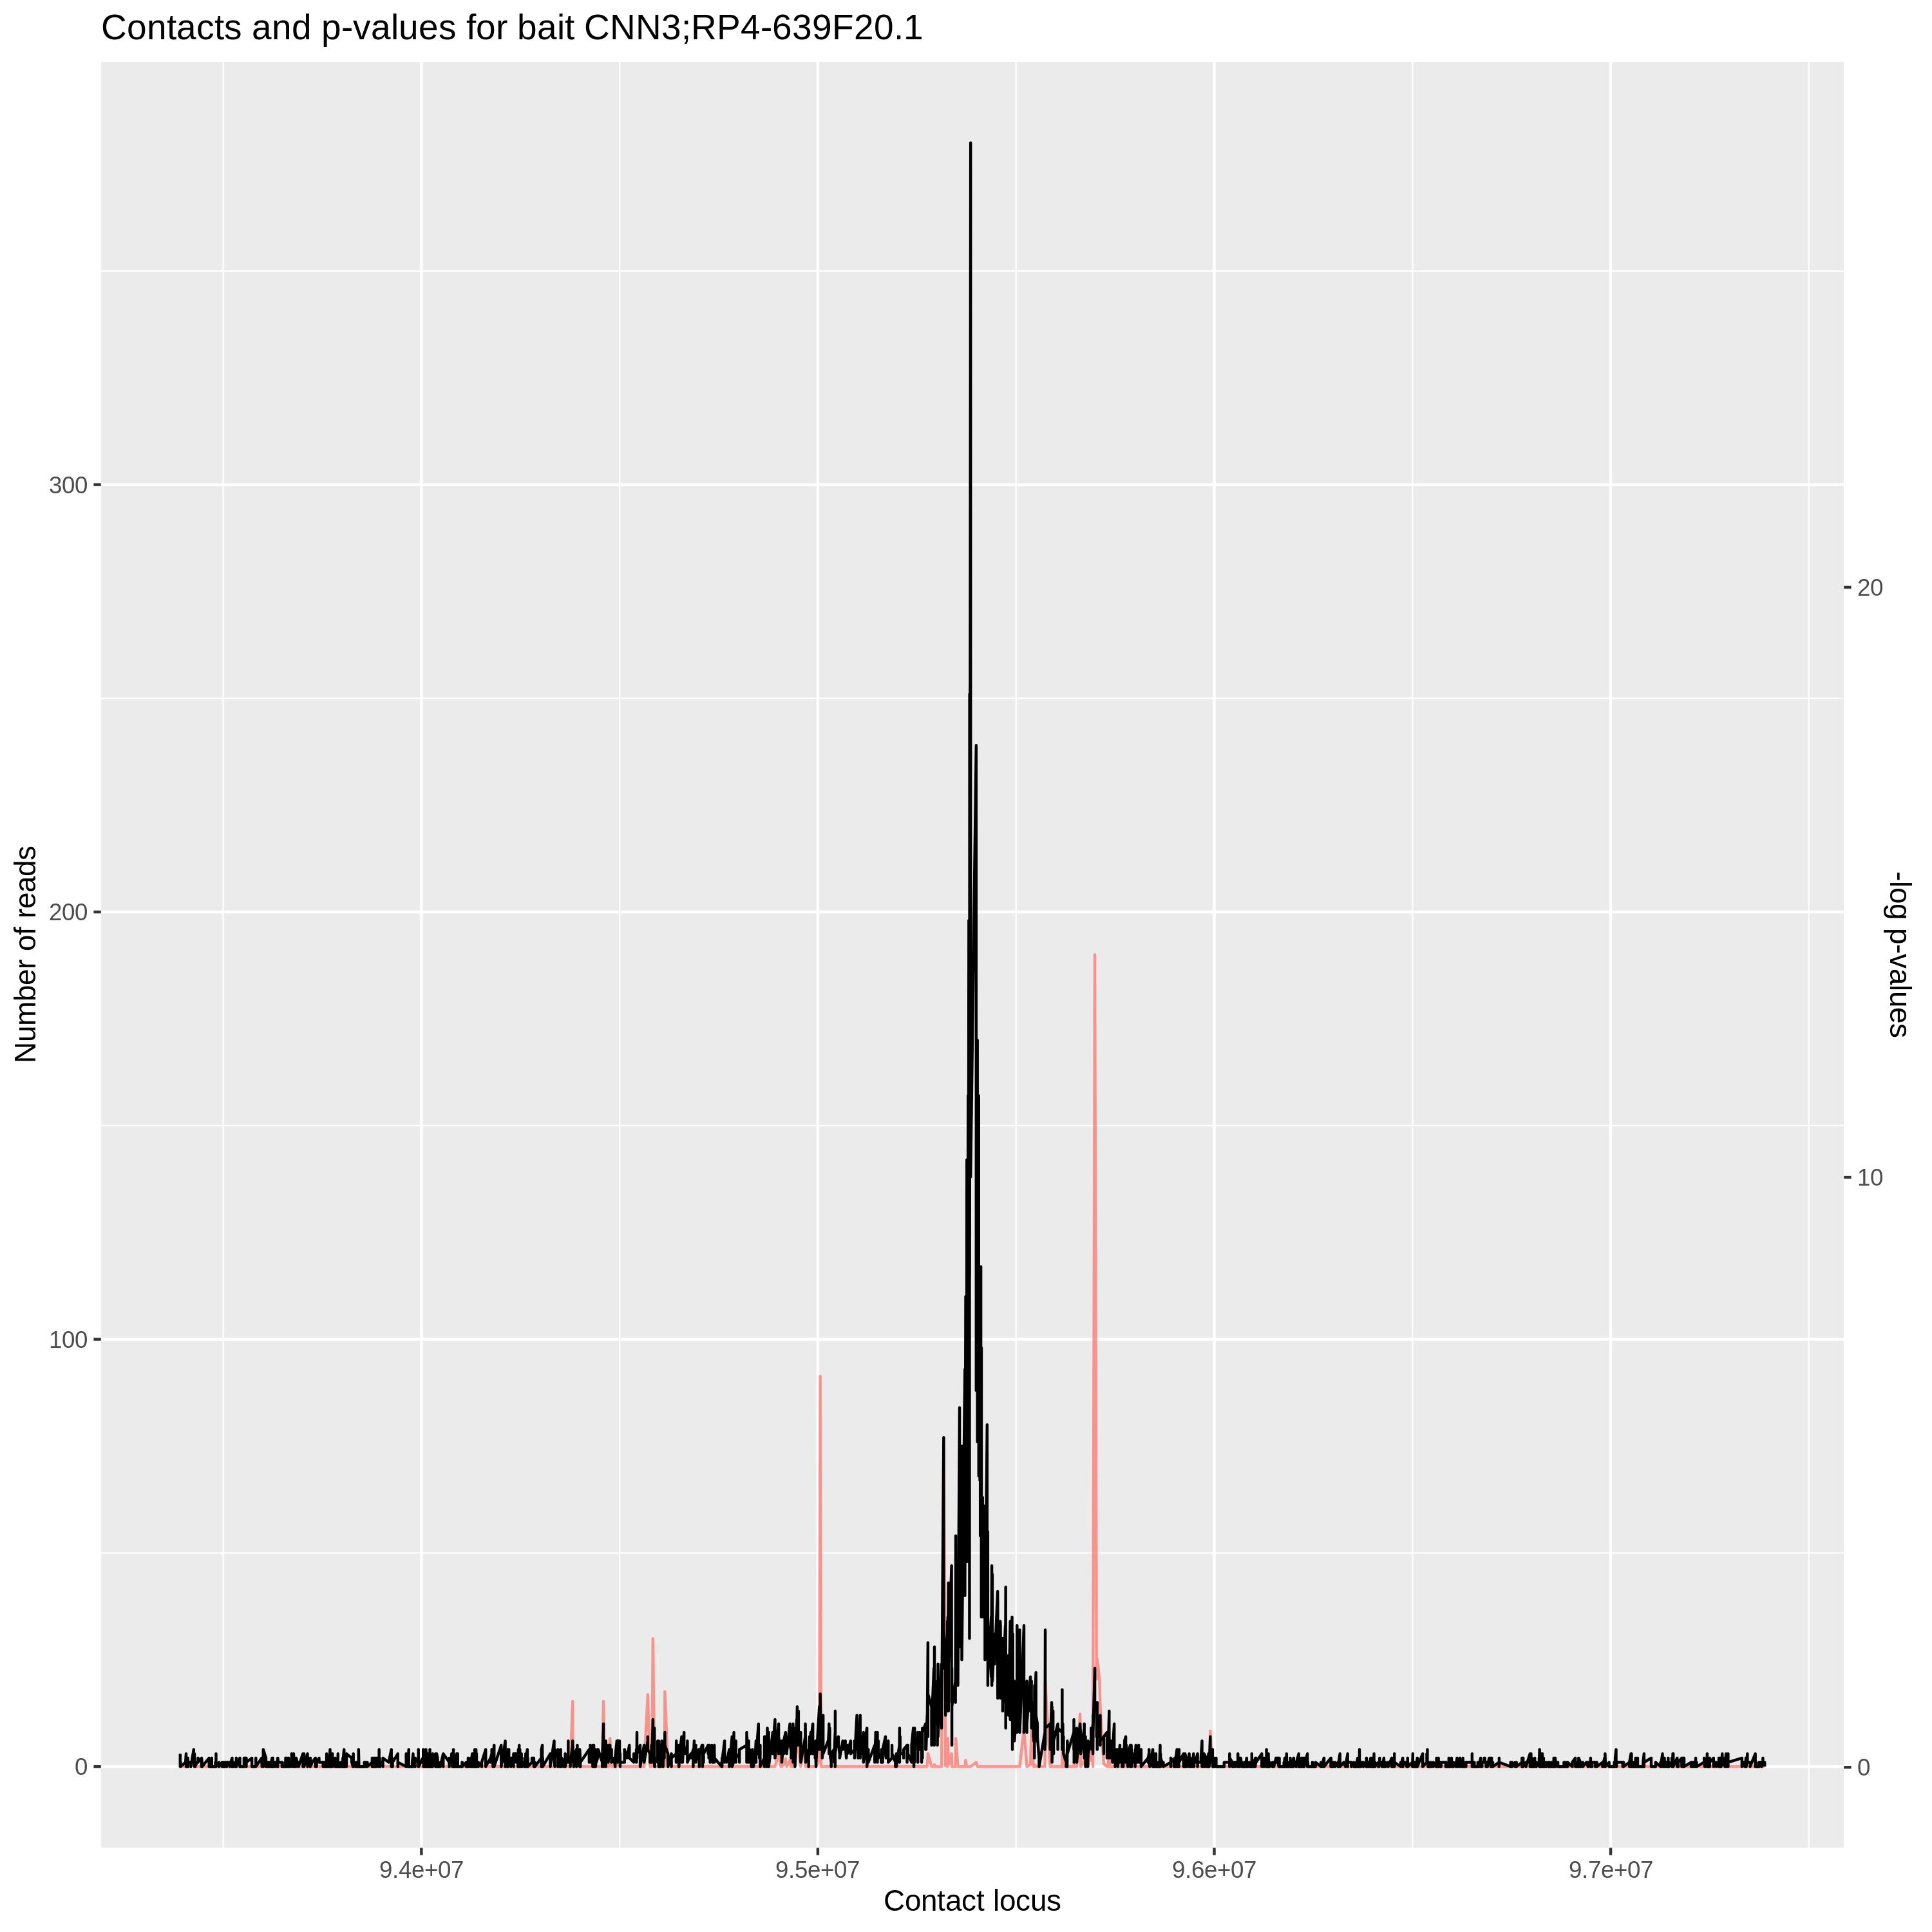 Contacts and p-values for bait CNN3;RP4-639F20.1
Number of reads
300
200
100
0
20
10
0
-log p-values
9.4e+07 9.5e+07 9.6e+07 9.7e+07
Contact locus